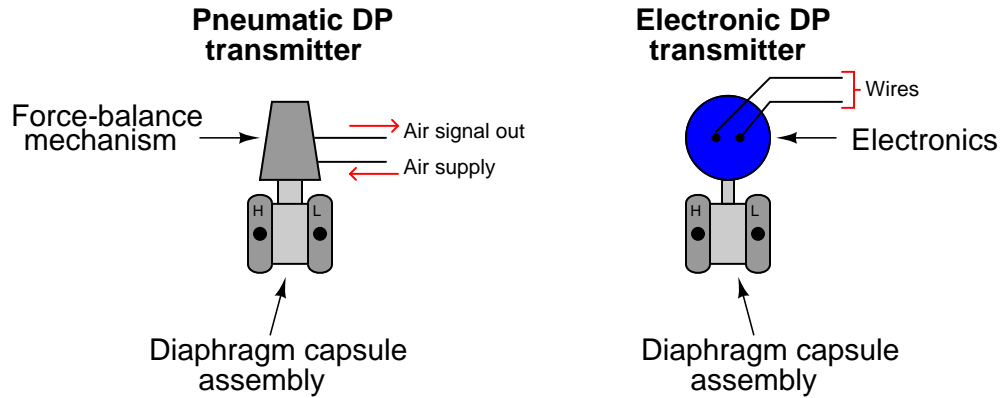 Pneumatic DP
transmitter
Force-balance
mechanism
Air signal out
Air supply
H
L
Diaphragm capsule
assembly
Electronic DP
transmitter
Wires
Electronics
H
L
Diaphragm capsule
assembly